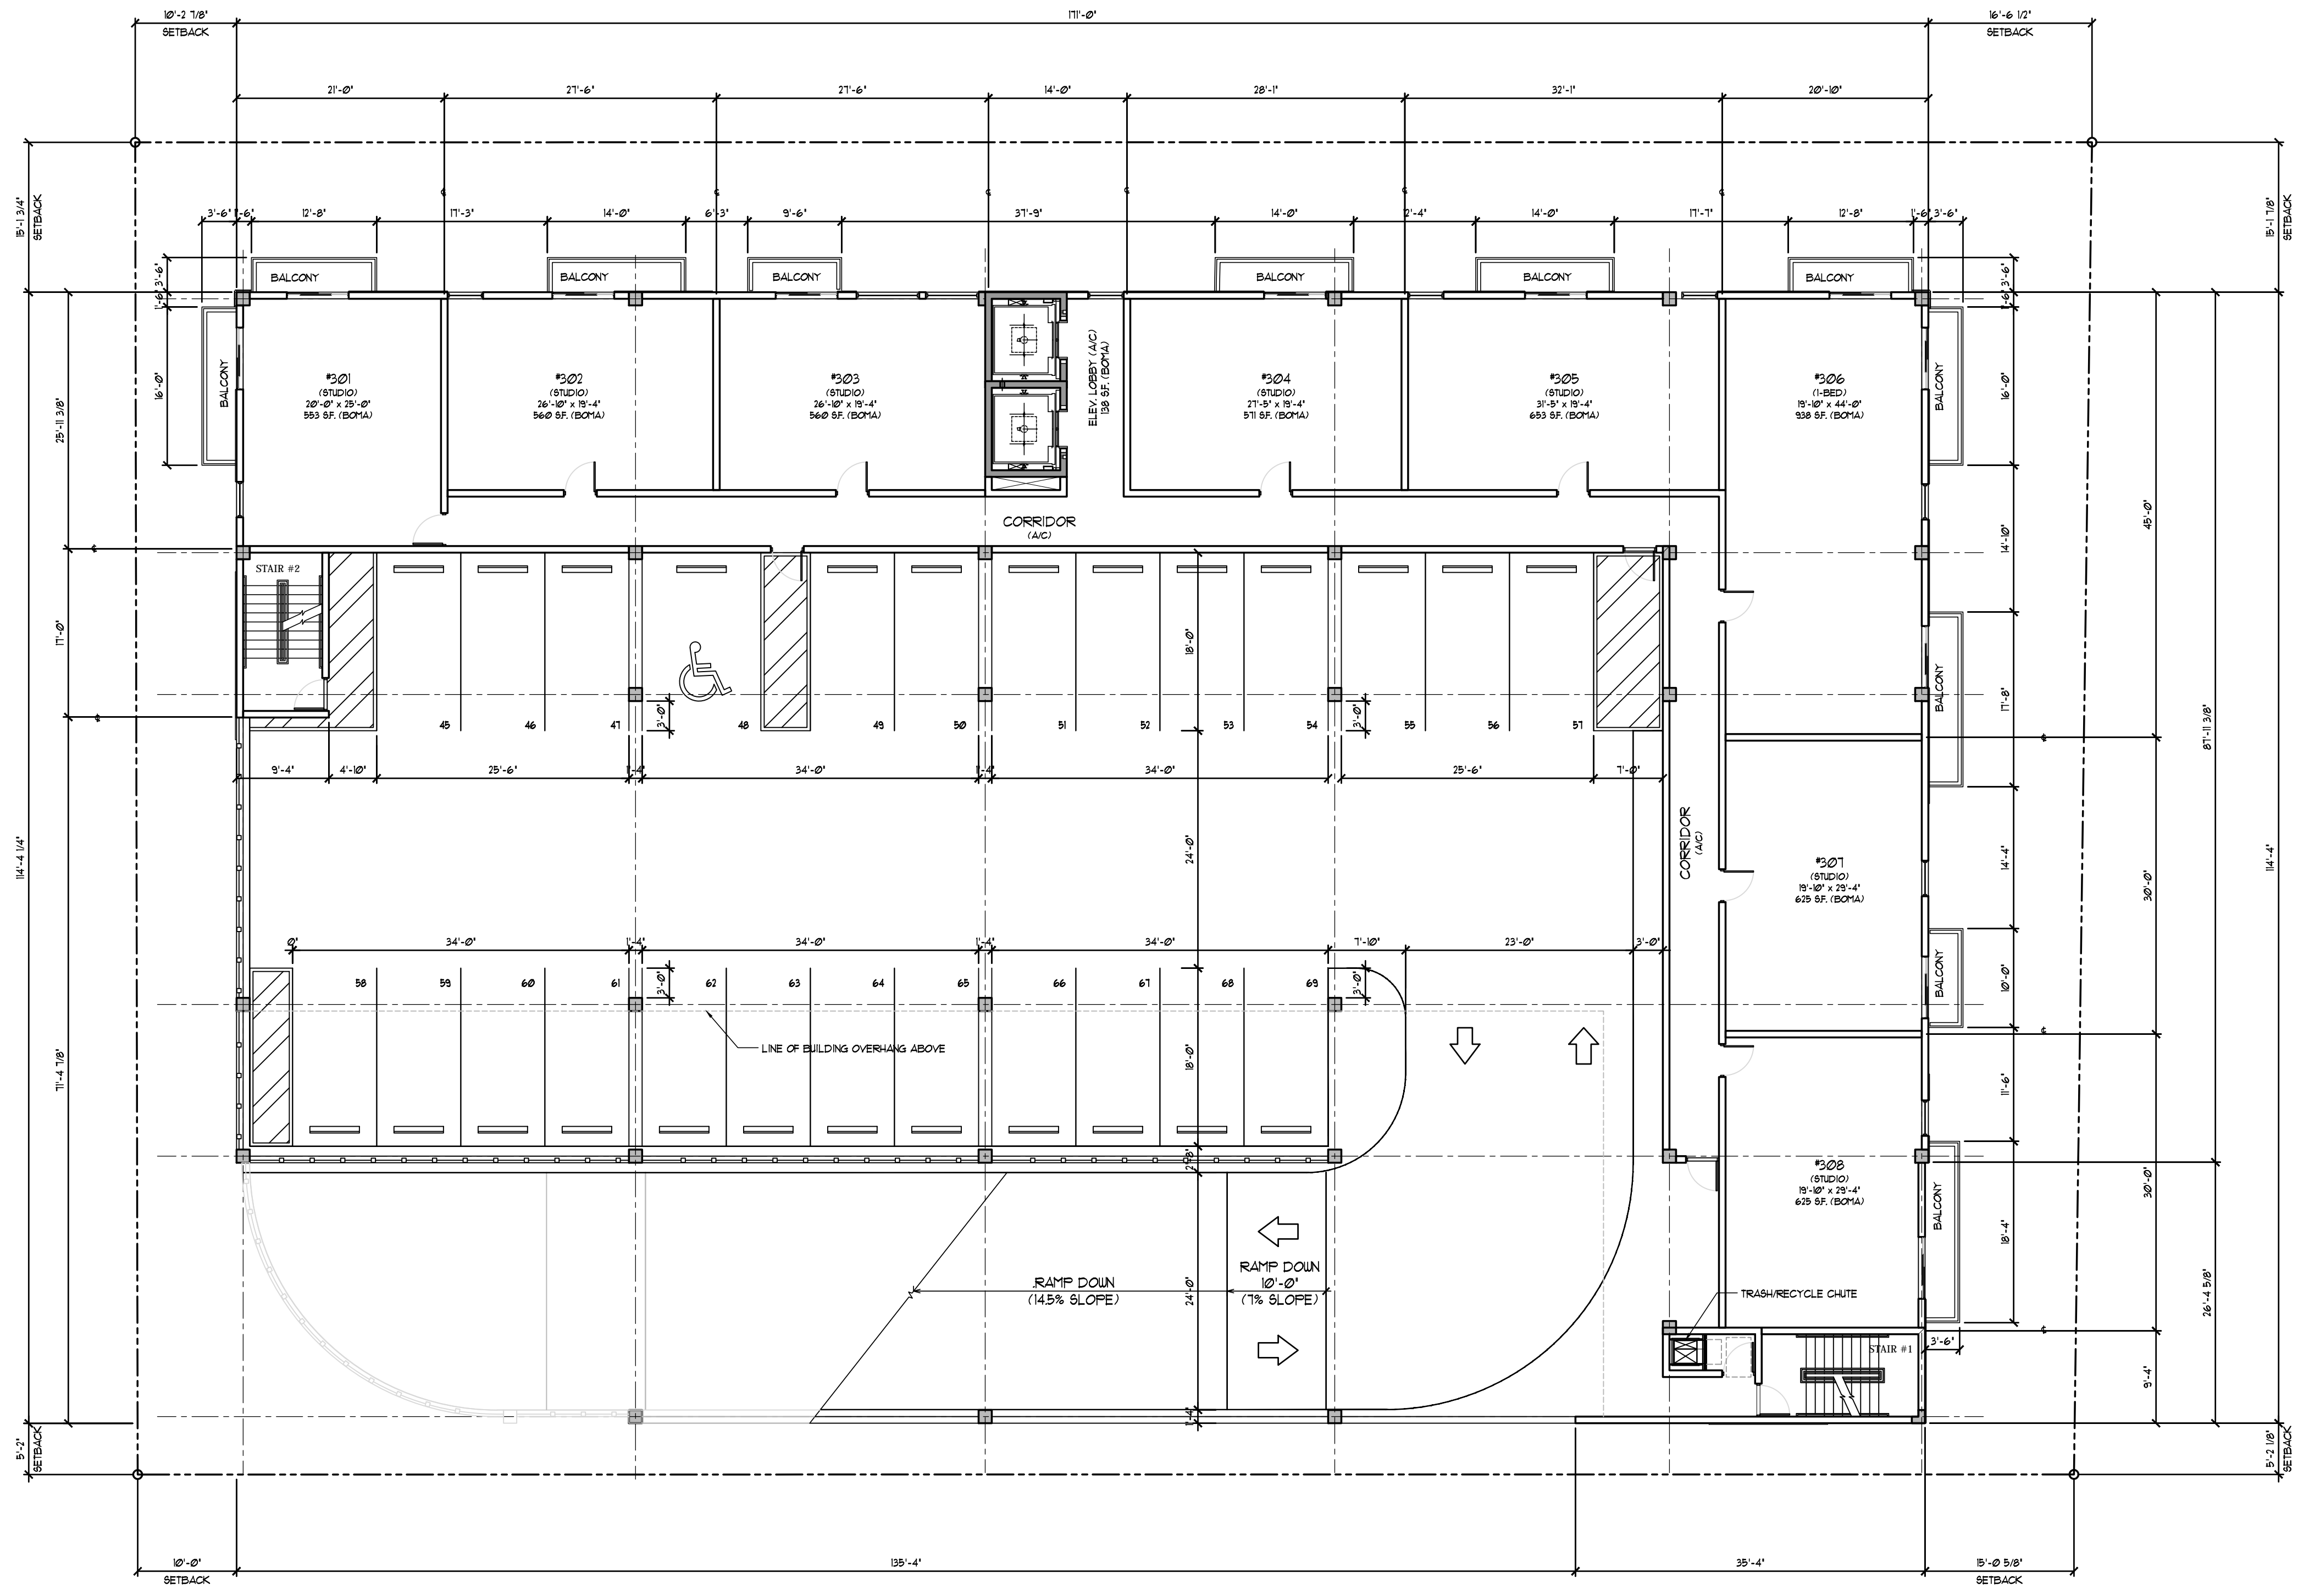 10'-2 7/8"
171'-0"
16'-6 1/2"
SETBACK
SETBACK
21'-0"
27'-6"
27'-6"
14'-0"
28'-1"
32'-1"
20'-10"
15'-1 3/4"
SETBACK
15'-1 7/8"
SETBACK
3'-6"
1'-6"
12'-8"
17'-3"
14'-0"
6'-3"
9'-6"
37'-9"
14'-0"
12'-4"
14'-0"
17'-7"
12'-8"
1'-6"
3'-6"
3'-6"
1'-6"
3'-6"
1'-6"
BALCONY
BALCONY
BALCONY
BALCONY
BALCONY
BALCONY
25'-11 3/8"
16'-0"
BALCONY
#301
(STUDIO)
20'-0" x 25'-0"
553 S.F. (BOMA)
#302
(STUDIO)
26'-10" x 19'-4"
560 S.F. (BOMA)
#303
(STUDIO)
26'-10" x 19'-4"
560 S.F. (BOMA)
ELEV. LOBBY (A/C)
138 S.F. (BOMA)
#304
(STUDIO)
27'-5" x 19'-4"
571 S.F. (BOMA)
#305
(STUDIO)
31'-5" x 19'-4"
653 S.F. (BOMA)
#306
(1-BED)
19'-10" x 44'-0"
938 S.F. (BOMA)
BALCONY
16'-0"
14'-10"
45'-0"
CORRIDOR
(A/C)
STAIR #2
17'-0"
18'-0"
45
46
47
3'-0"
48
49
50
51
52
53
54
3'-0"
55
56
57
BALCONY
17'-8"
87'-11 3/8"
9'-4"
4'-10"
25'-6"
1'-4"
34'-0"
1'-4"
34'-0"
25'-6"
7'-0"
114'-4 1/4"
24'-0"
CORRIDOR
(A/C)
#307
(STUDIO)
19'-10" x 29'-4"
625 S.F. (BOMA)
14'-4"
30'-0"
114'-4"
0"
34'-0"
1'-4"
34'-0"
1'-4"
34'-0"
7'-10"
23'-0"
3'-0"
58
59
60
61
3'-0"
62
63
64
65
66
67
68
69
3'-0"
BALCONY
10'-0"
LINE OF BUILDING OVERHANG ABOVE
71'-4 7/8"
18'-0"
11'-6"
#308
(STUDIO)
19'-10" x 29'-4"
625 S.F. (BOMA)
BALCONY
30'-0"
18'-4"
24'-0"
RAMP DOWN
(14.5% SLOPE)
RAMP DOWN
10'-0"
(7% SLOPE)
TRASH/RECYCLE CHUTE
26'-4 5/8"
STAIR #1
3'-6"
9'-4"
1'-4"
5'-2"
SETBACK
5'-2 1/8"
SETBACK
10'-0"
135'-4"
35'-4"
15'-0 5/8"
SETBACK
SETBACK